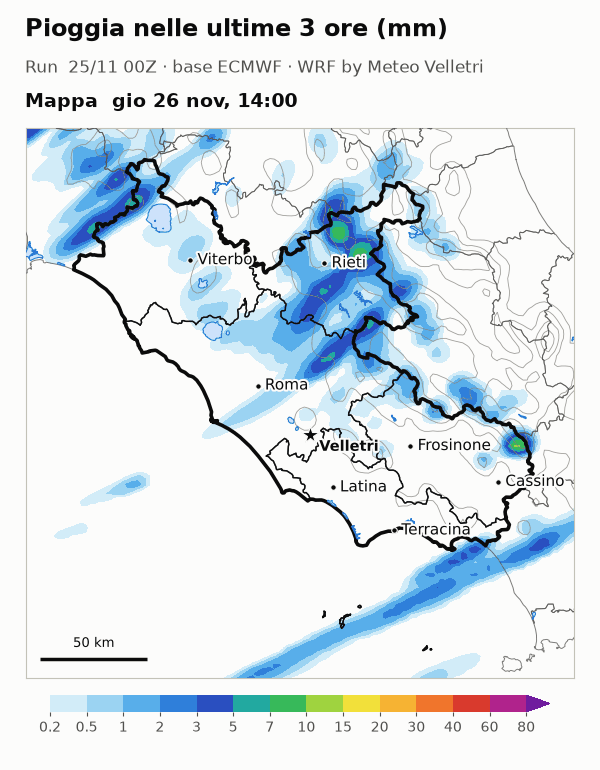 Pioggia nelle ultime 3 ore (mm)
Run  25/11 00Z · base ECMWF · WRF by Meteo Velletri
Mappa  gio 26 nov, 14:00
Viterbo
Rieti
Roma
Velletri
Frosinone
Cassino
Latina
Terracina
50 km
0.2 0.5 1 2 3 5 7 10 15 20 30 40 60 80